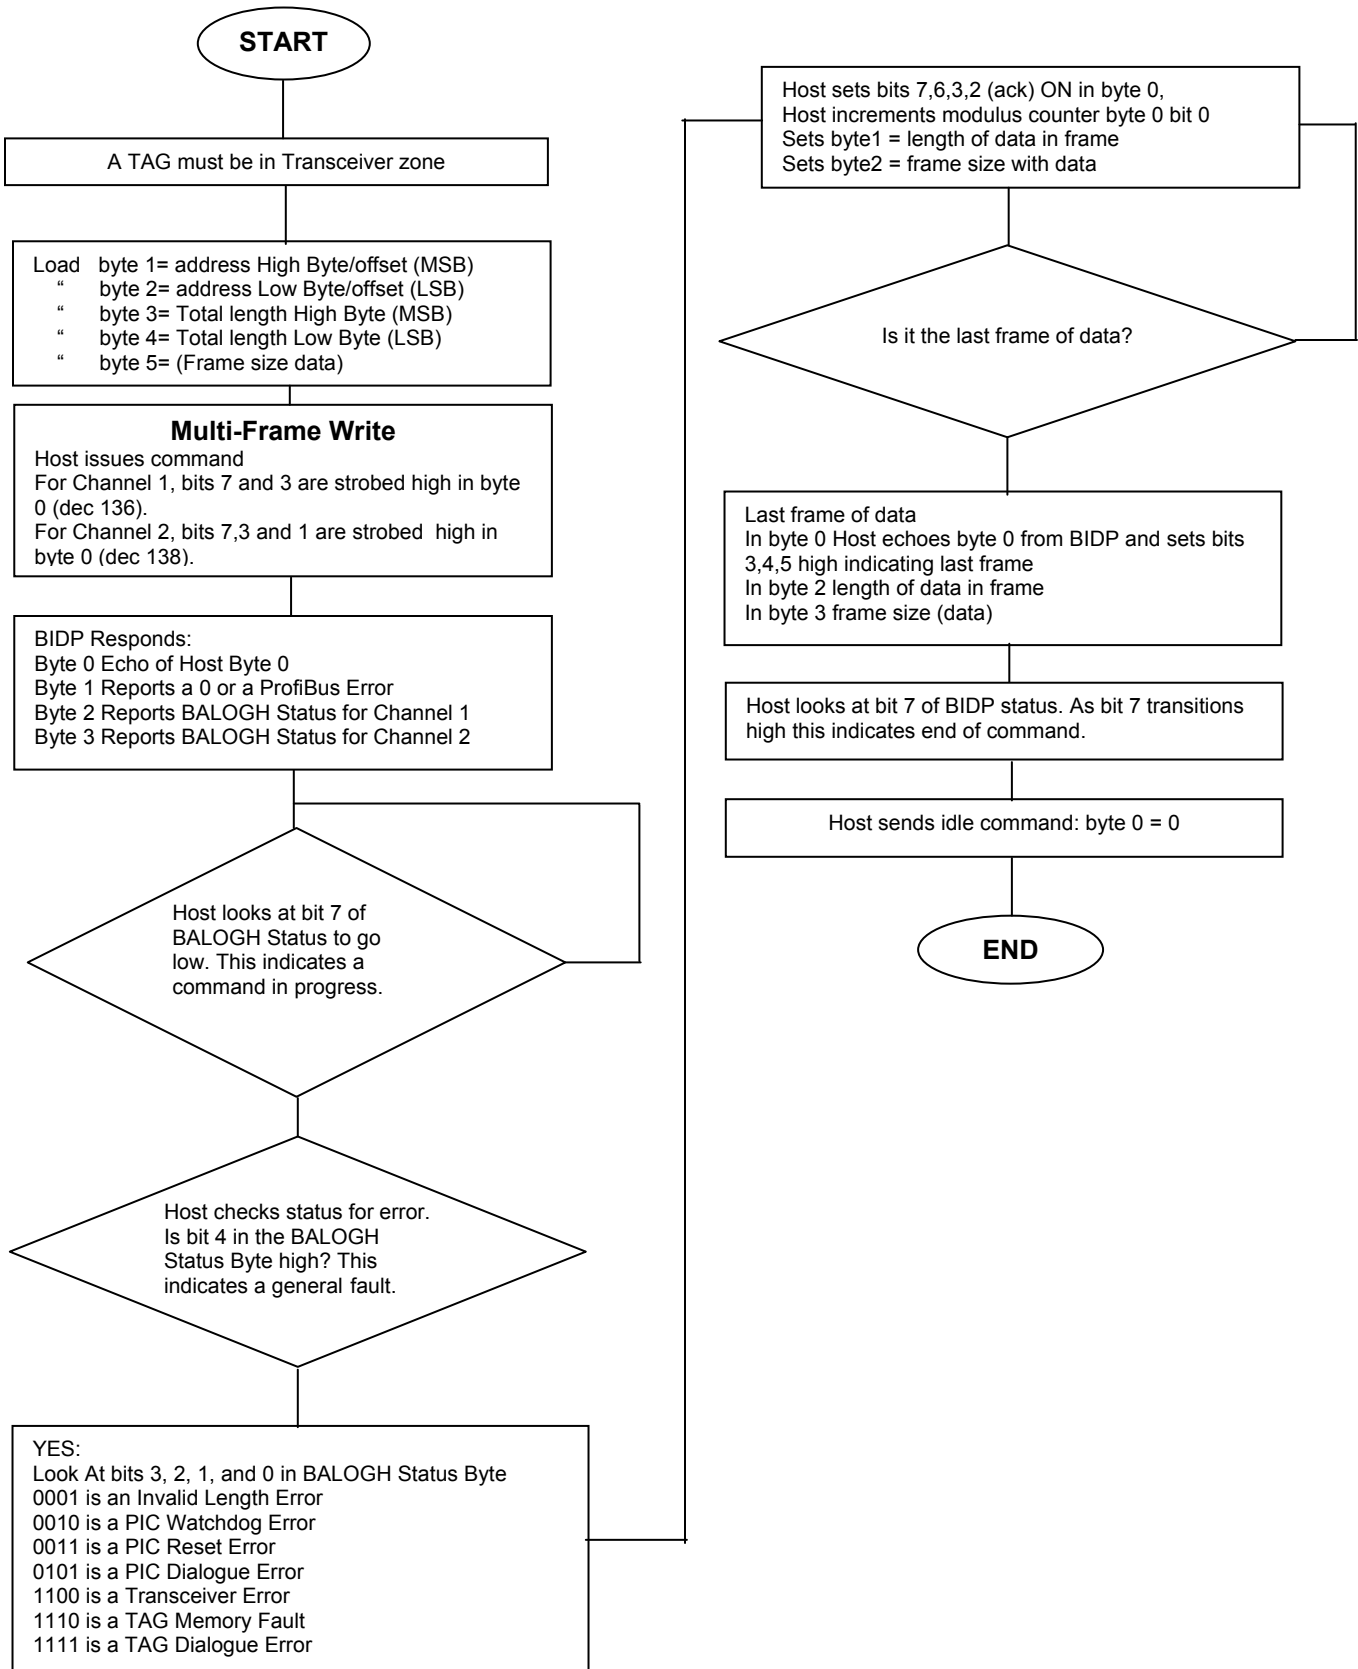 START
A TAG must be in Transceiver zone
Load byte 1= address High Byte/offset (MSB)
“ byte 2= address Low Byte/offset (LSB)
“ byte 3= Total length High Byte (MSB)
“ byte 4= Total length Low Byte (LSB)
“ byte 5= (Frame size data)
Multi-Frame Write
Host issues command
For Channel 1, bits 7 and 3 are strobed high in byte
0 (dec 136).
For Channel 2, bits 7,3 and 1 are strobed high in
byte 0 (dec 138).
BIDP Responds:
Byte 0 Echo of Host Byte 0
Byte 1 Reports a 0 or a ProfiBus Error
Byte 2 Reports BALOGH Status for Channel 1
Byte 3 Reports BALOGH Status for Channel 2
Host looks at bit 7 of
BALOGH Status to go
low. This indicates a
command in progress.
Host checks status for error.
Is bit 4 in the BALOGH
Status Byte high? This
indicates a general fault.
YES:
Look At bits 3, 2, 1, and 0 in BALOGH Status Byte
0001 is an Invalid Length Error
0010 is a PIC Watchdog Error
0011 is a PIC Reset Error
0101 is a PIC Dialogue Error
1100 is a Transceiver Error
1110 is a TAG Memory Fault
1111 is a TAG Dialogue Error
Host sets bits 7,6,3,2 (ack) ON in byte 0,
Host increments modulus counter byte 0 bit 0
Sets byte1 = length of data in frame
Sets byte2 = frame size with data
Is it the last frame of data?
Last frame of data
In byte 0 Host echoes byte 0 from BIDP and sets bits
3,4,5 high indicating last frame
In byte 2 length of data in frame
In byte 3 frame size (data)
Host looks at bit 7 of BIDP status. As bit 7 transitions
high this indicates end of command.
Host sends idle command: byte 0 = 0
END